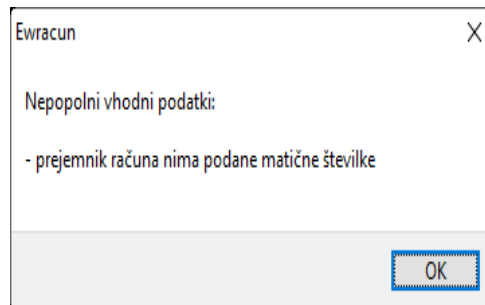 Ewracun
Nepopolni vhodni podatki:
- prejemnik računa nima podane matične številke
OK